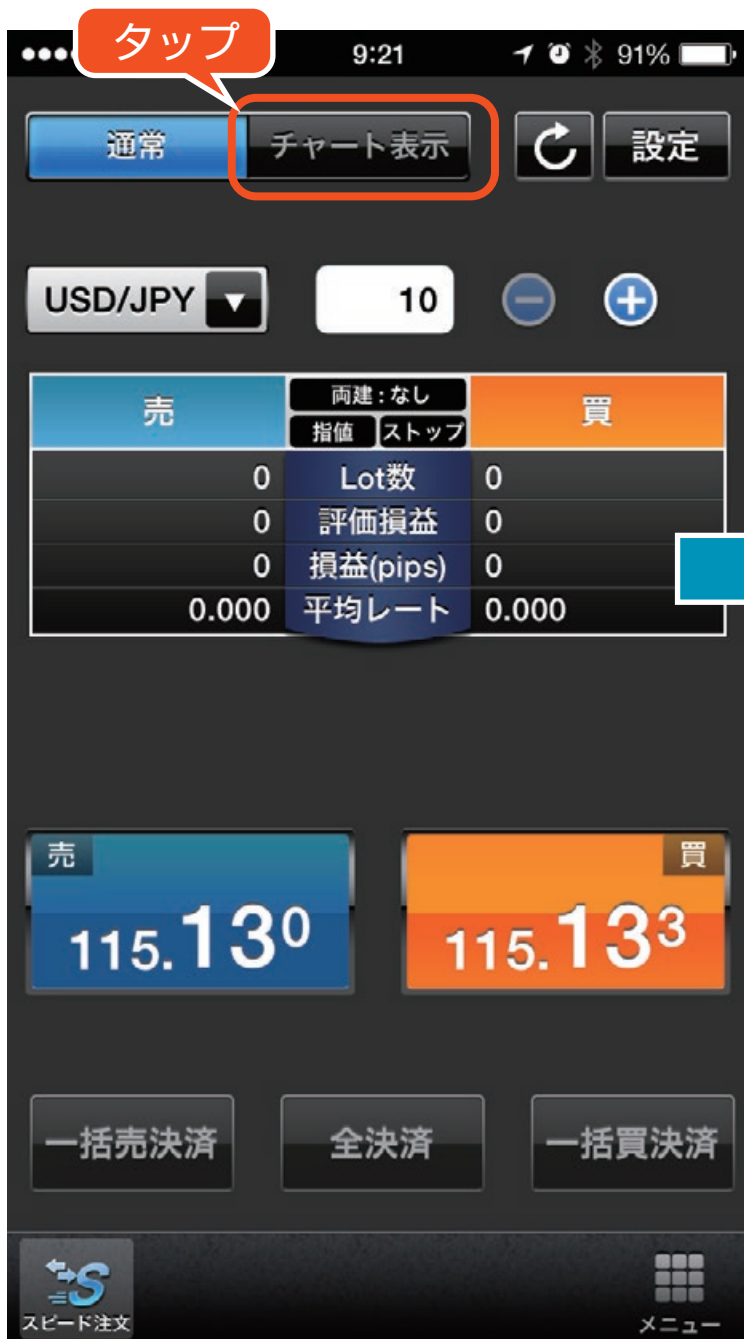 タップ
9:21 91%
通常 チャート表示 設定
USD/JPY 10
売 両建:なし 買
指値 ストップ
0 Lot数 0
0 評価損益 0
0 損益(pips) 0
0.000 平均レート 0.000
売 買
115.130 115.133
一括売決済 全決済 一括買決済
S
スピード注文 メニュー